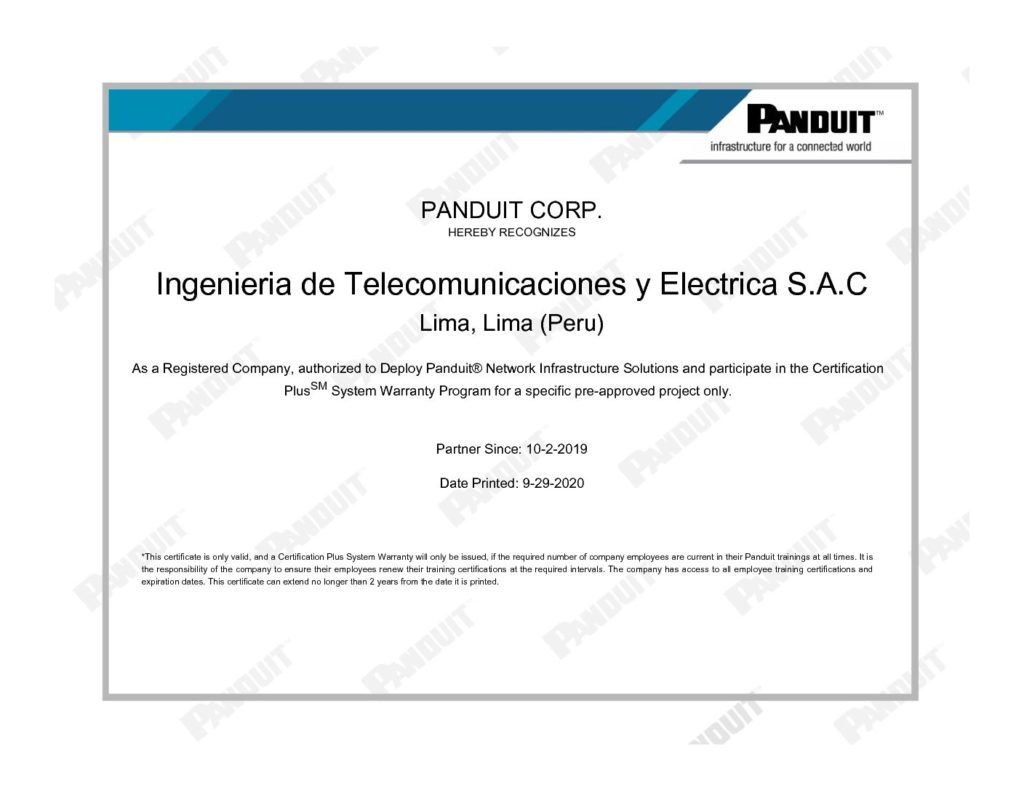 PANDUIT™
infrastructure for a connected world
PANDUIT CORP.
HEREBY RECOGNIZES
Ingenieria de Telecomunicaciones y Electrica S.A.C
Lima, Lima (Peru)
As a Registered Company, authorized to Deploy Panduit® Network Infrastructure Solutions and participate in the Certification
PlusSM System Warranty Program for a specific pre-approved project only.
Partner Since: 10-2-2019
Date Printed: 9-29-2020
*This certificate is only valid, and a Certification Plus System Warranty will only be issued, if the required number of company employees are current in their Panduit trainings at all times. It is
the responsibility of the company to ensure their employees renew their training certifications at the required intervals. The company has access to all employee training certifications and
expiration dates. This certificate can extend no longer than 2 years from the date it is printed.